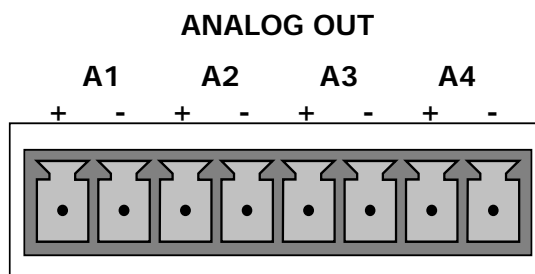 ANALOG OUT
A1 A2 A3 A4
+ - + - + - + -